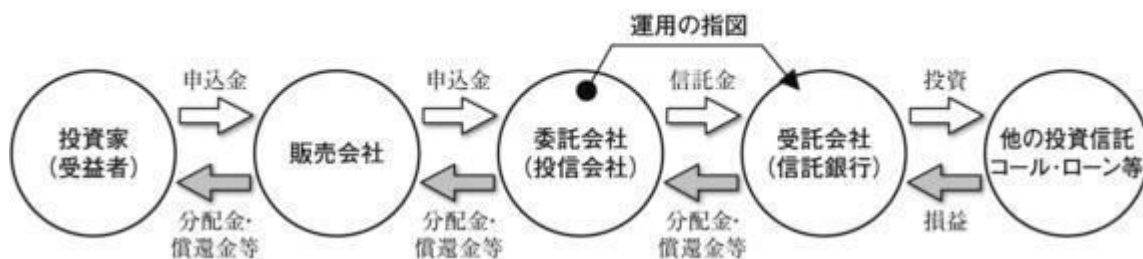 運用の指図
申込金
申込金
信託金
投資
投資家
(受益者)
販売会社
委託会社
(投信会社)
受託会社
(信託銀行)
他の投資信託
コール・ローン等
分配金・
償還金等
分配金・
償還金等
分配金・
償還金等
損益